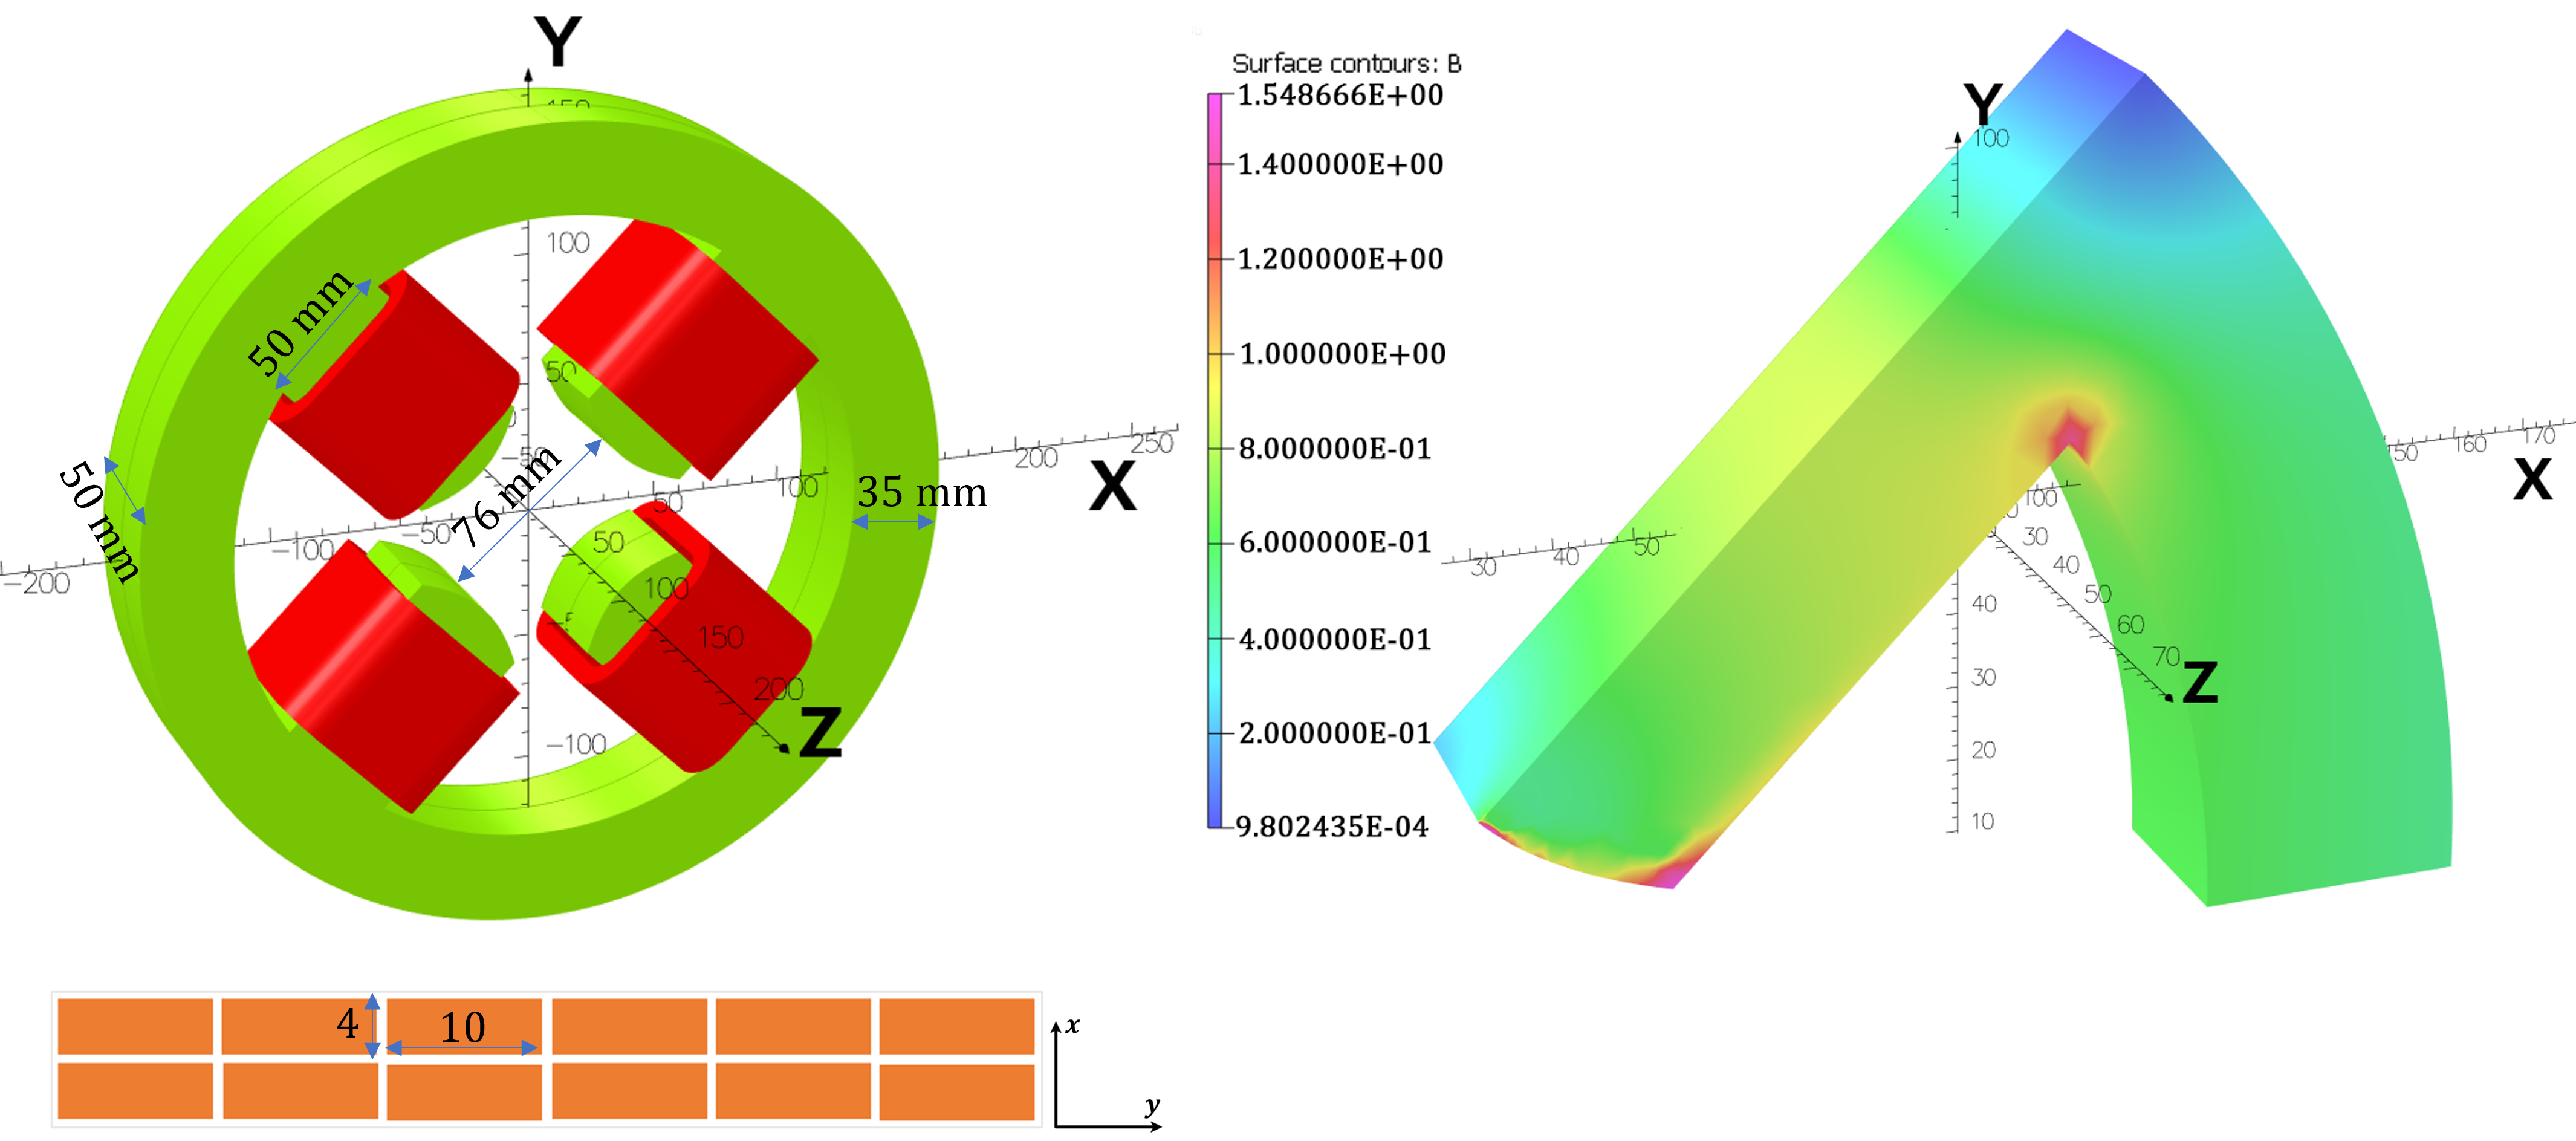 Y
150
100
50 mm
50
50 mm
76 mm
-50
-100
-200
50
100
200
250
X
35 mm
50
100
150
200
Z
-100
Surface contours: B
1.548666E+00
1.400000E+00
1.200000E+00
1.000000E+00
8.000000E-01
6.000000E-01
4.000000E-01
2.000000E-01
9.802435E-04
Y
100
30
40
50
100
150
160
170
X
30
40
50
60
70
Z
40
30
20
10
4
10
x
y